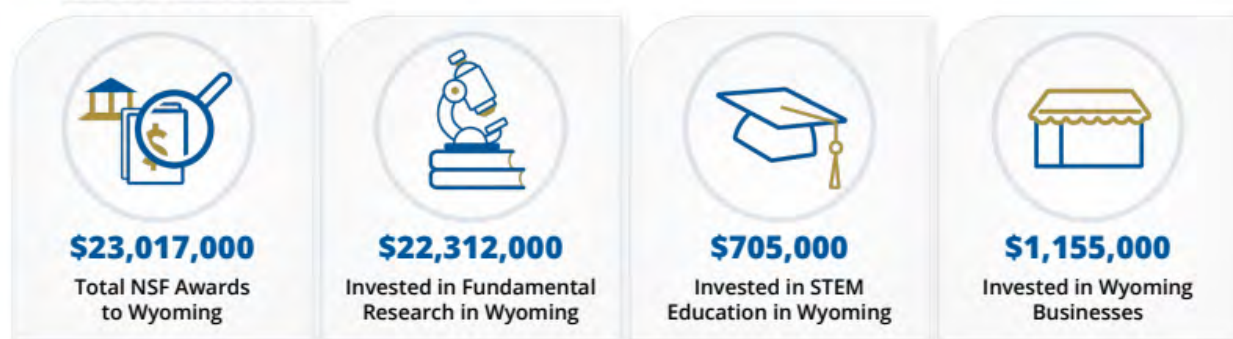 $23,017,000
Total NSF Awards
to Wyoming
$22,312,000
Invested in Fundamental
Research in Wyoming
$705,000
Invested in STEM
Education in Wyoming
$1,155,000
Invested in Wyoming
Businesses